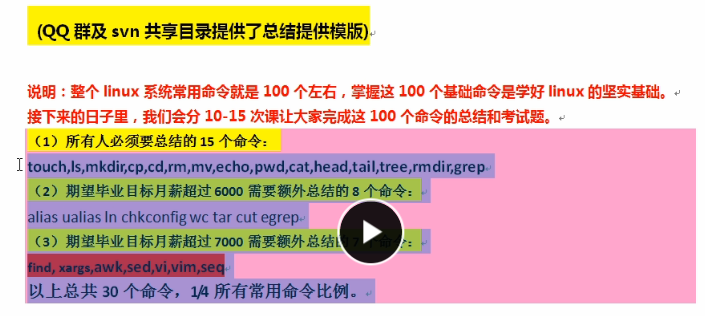 (QQ 群及 svn 共享目录提供了总结提供模版)
说明：整个 linux 系统常用命令就是 100 个左右，掌握这 100 个基础命令是学好 linux 的坚实基础。
接下来的日子里，我们会分 10-15 次课让大家完成这 100 个命令的总结和考试题。
（1）所有人必须要总结的 15 个命令：
touch,ls,mkdir,cp,cd,rm,mv,echo,pwd,cat,head,tail,tree,rmdir,grep
（2）期望毕业目标月薪超过 6000 需要额外总结的 8 个命令：
alias ualias ln chkconfig wc tar cut egrep
（3）期望毕业目标月薪超过 7000 需要额外总结的 7 个命令：
find, xargs,awk,sed,vi,vim,seq
以上总共 30 个命令，1/4 所有常用命令比例。